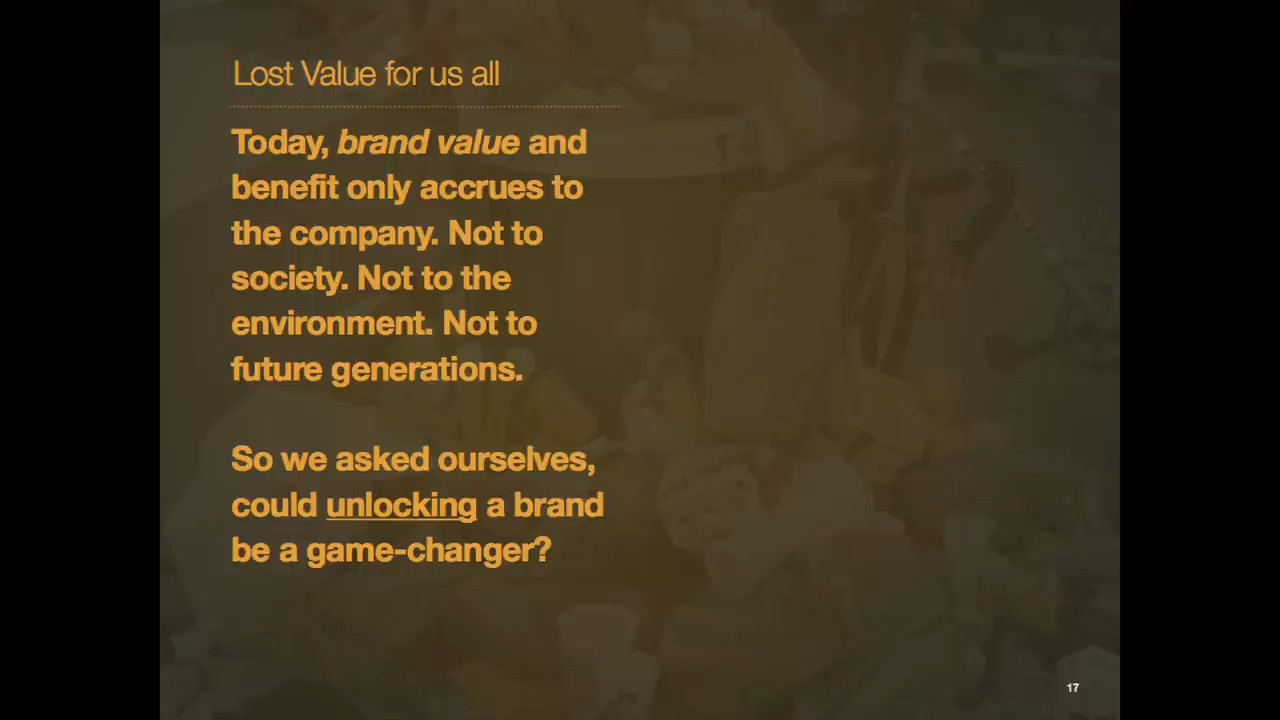 Lost Value for us all
Today, brand value and
benefit only accrues to
the company. Not to
society. Not to the
environment. Not to
future generations.
So we asked ourselves,
could unlocking a brand
be a game-changer?
17